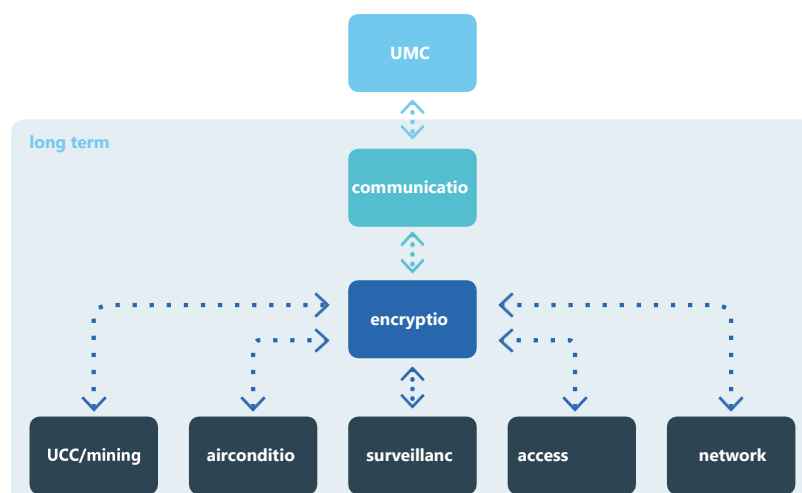 UMC
long term
communicatio
encryptio
UCC/mining
airconditio
surveillanc
access
network